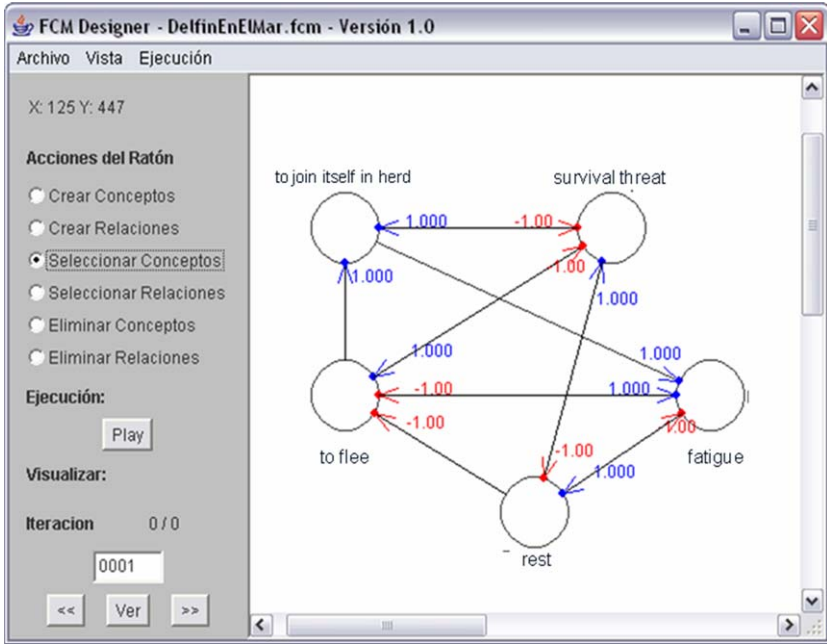 FCM Designer - DelfinEnElMar.fcm - Versión 1.0
Archivo Vista Ejecución
X: 125 Y: 447
Acciones del Ratón
Crear Conceptos
Crear Relaciones
Seleccionar Conceptos
Seleccionar Relaciones
Eliminar Conceptos
Eliminar Relaciones
Ejecución:
Play
Visualizar:
Iteracion 0 / 0
0001
<< Ver >>
to join itself in herd
survival threat
1.000
-1.00
1.000
1.00
1.000
1.000
1.000
-1.00
1.000
-1.00
-1.00
1.00
to flee
fatigue
-1.00
1.000
rest